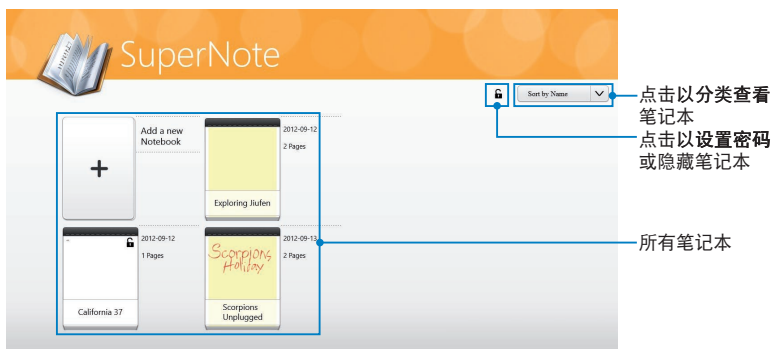 SuperNote
Sort by Name
点击以分类查看
笔记本
点击以设置密码
或隐藏笔记本
Add a new
Notebook
2012-09-12
2 Pages
Exploring Jiufen
2012-09-12
1 Pages
California 37
Scorpions
Holiday
2012-09-13
2 Pages
Scorpions
Unplugged
所有笔记本